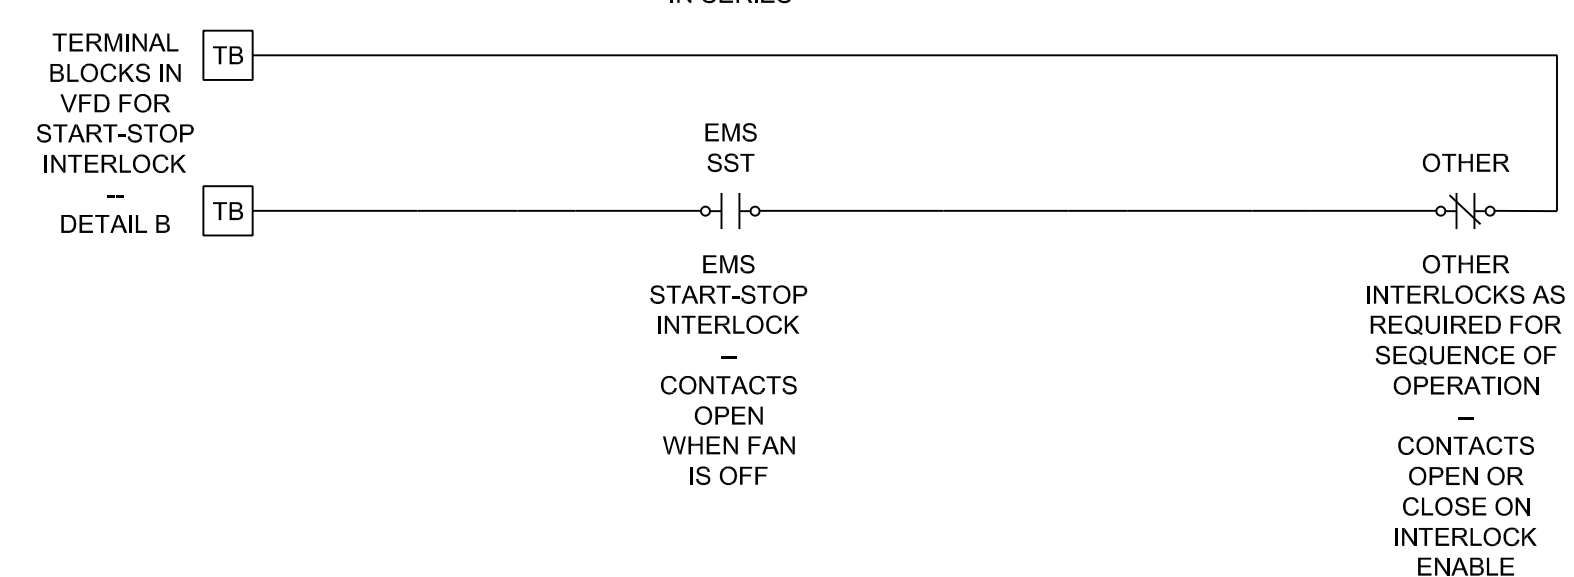 IN SERIES
TERMINAL
BLOCKS IN
VFD FOR
START-STOP
INTERLOCK
--
DETAIL B
TB
TB
EMS
SST
EMS
START-STOP
INTERLOCK
–
CONTACTS
OPEN
WHEN FAN
IS OFF
OTHER
OTHER
INTERLOCKS AS
REQUIRED FOR
SEQUENCE OF
OPERATION
–
CONTACTS
OPEN OR
CLOSE ON
INTERLOCK
ENABLE